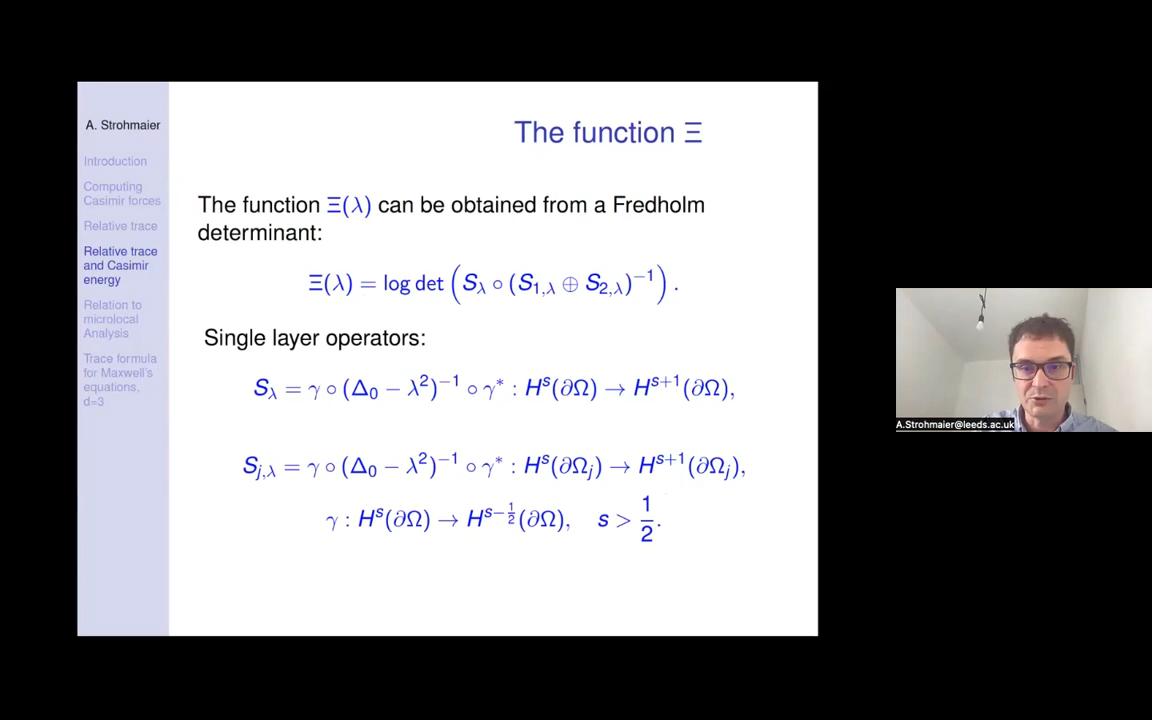 A. Strohmaier
Introduction
Computing
Casimir forces
Relative trace
Relative trace
and Casimir
energy
Relation to
microlocal
Analysis
Trace formula
for Maxwell's
equations,
d=3
The function Ξ
The function Ξ(λ) can be obtained from a Fredholm
determinant:
Ξ(λ) = log det (S_λ ∘ (S_{1,λ} ⊕ S_{2,λ})^{−1}) .
Single layer operators:
S_λ = γ ∘ (Δ_0 − λ^2)^{−1} ∘ γ^* : H^s(∂Ω) → H^{s+1}(∂Ω),
S_{j,λ} = γ ∘ (Δ_0 − λ^2)^{−1} ∘ γ^* : H^s(∂Ω_j) → H^{s+1}(∂Ω_j),
γ : H^s(∂Ω) → H^{s−1/2}(∂Ω), s > 1/2.
A.Strohmaier@leeds.ac.uk